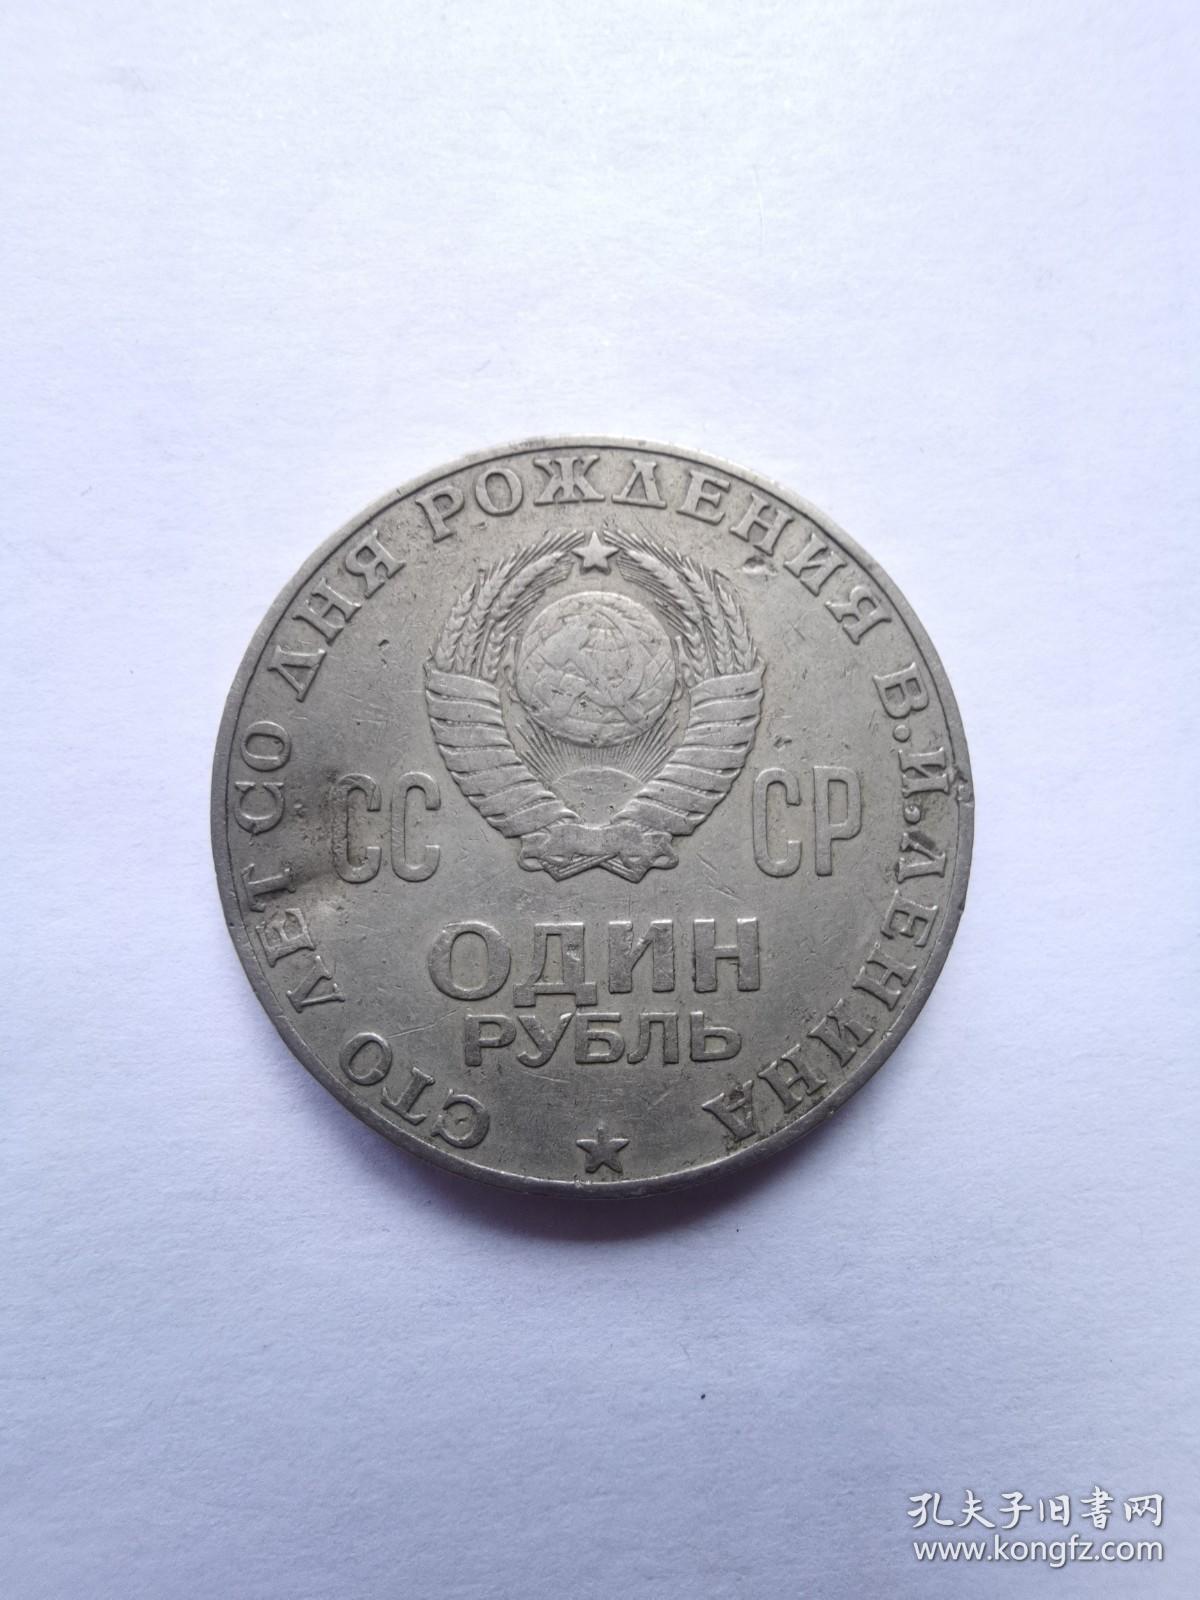 СТО ЛЕТ СО ДНЯ РОЖДЕНИЯ В.И.ЛЕНИНА
СС СР
ОДИН
РУБЛЬ
孔夫子旧书网
www.kongfz.com